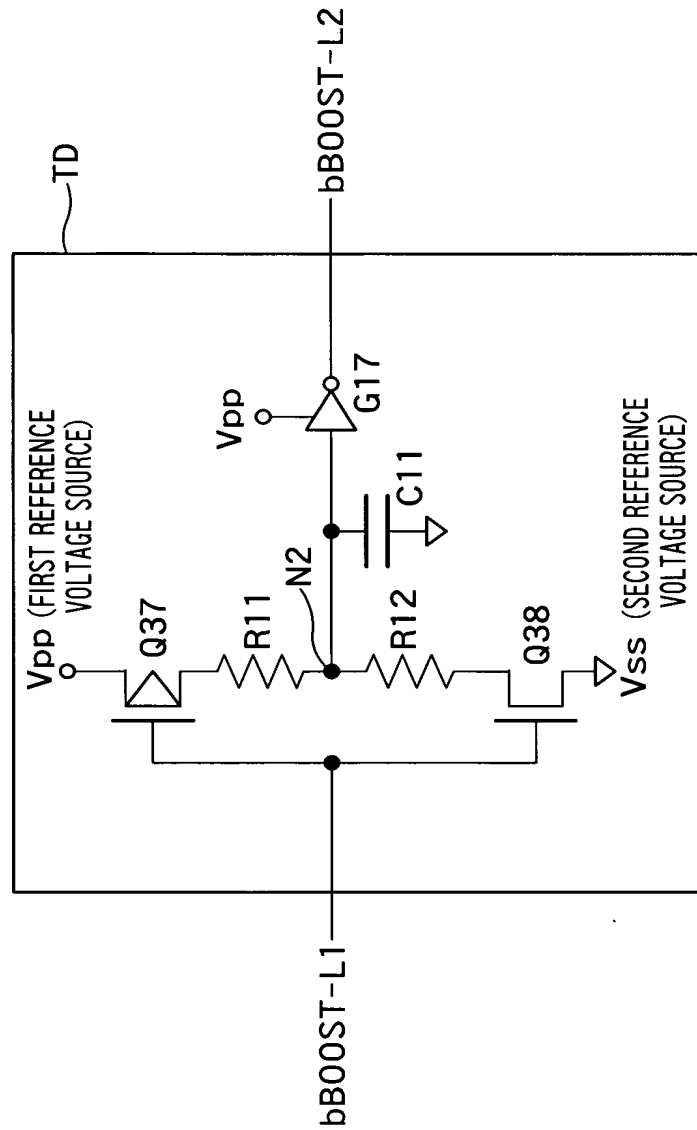 TD
Vpp (FIRST REFERENCE
VOLTAGE SOURCE)
Q37
R11
N2
Vpp
G17
C11
bBOOST-L1
bBOOST-L2
R12
Q38
Vss (SECOND REFERENCE
VOLTAGE SOURCE)